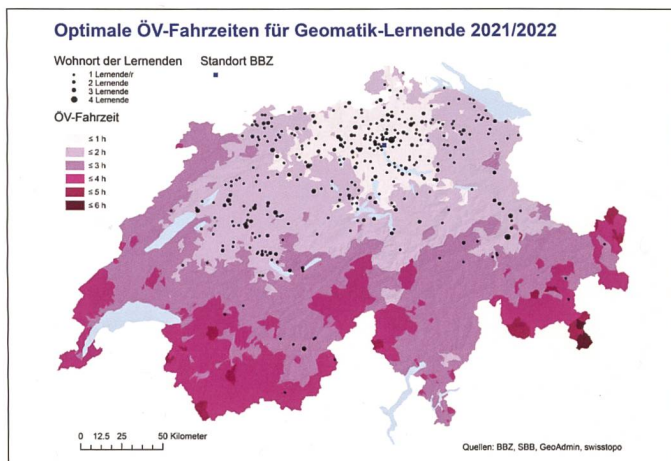 Optimale ÖV-Fahrzeiten für Geomatik-Lernende 2021/2022
Wohnort der Lernenden
1 Lernende/r
2 Lernende
3 Lernende
4 Lernende
Standort BBZ
ÖV-Fahrzeit
≤ 1 h
≤ 2 h
≤ 3 h
≤ 4 h
≤ 5 h
≤ 6 h
0 12.5 25 50 Kilometer
Quellen: BBZ, SBB, GeoAdmin, swisstopo